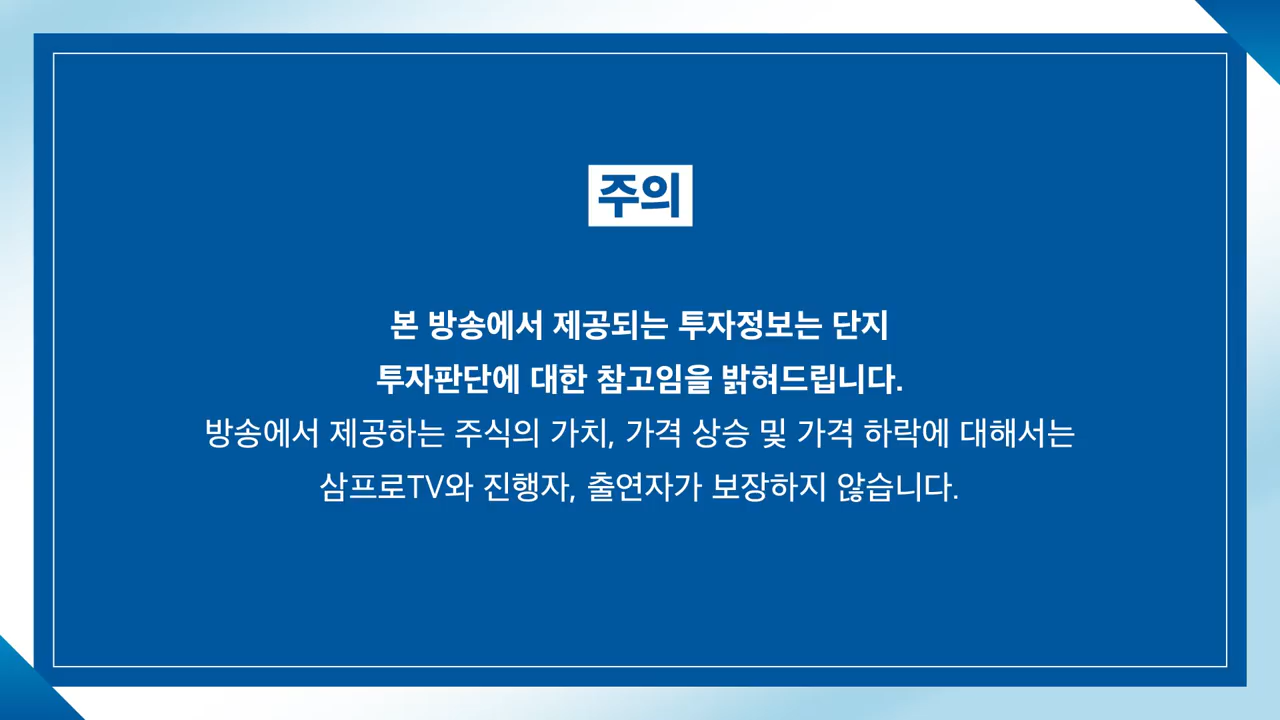 주의
본 방송에서 제공되는 투자정보는 단지
투자판단에 대한 참고임을 밝혀드립니다.
방송에서 제공하는 주식의 가치, 가격 상승 및 가격 하락에 대해서는
삼프로TV와 진행자, 출연자가 보장하지 않습니다.